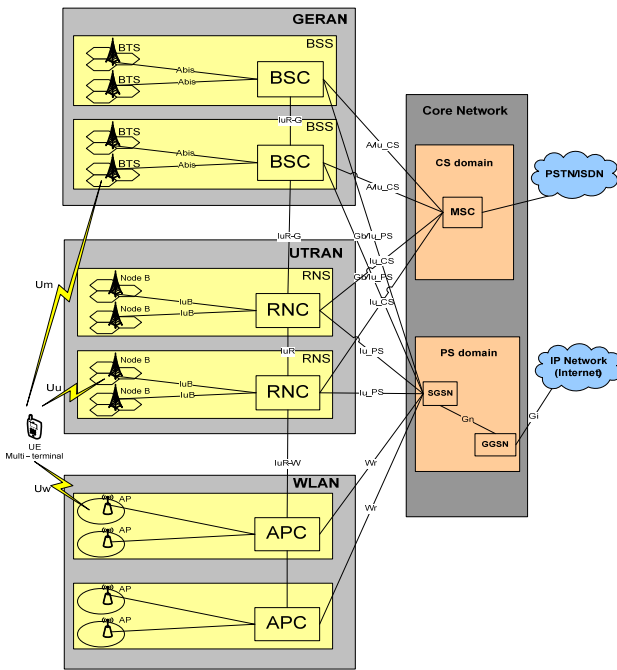 GERAN
BSS
BTS
Abis
BTS
Abis
BSC
IuR-G
BSS
BTS
Abis
BTS
Abis
BSC
IuR-G
UTRAN
RNS
Node B
IuB
Node B
IuB
RNC
IuR
RNS
Node B
IuB
Node B
IuB
RNC
IuR-W
WLAN
AP
AP
APC
AP
AP
APC
Um
Uu
UE
Multi-terminal
Uw
A/Iu_CS
A/Iu_CS
Gb/Iu_PS
Iu_CS
Gb/Iu_PS
Iu_CS
Iu_PS
Iu_PS
Wr
Wr
Core Network
CS domain
MSC
PSTN/ISDN
PS domain
SGSN
Gn
GGSN
Gi
IP Network
(Internet)